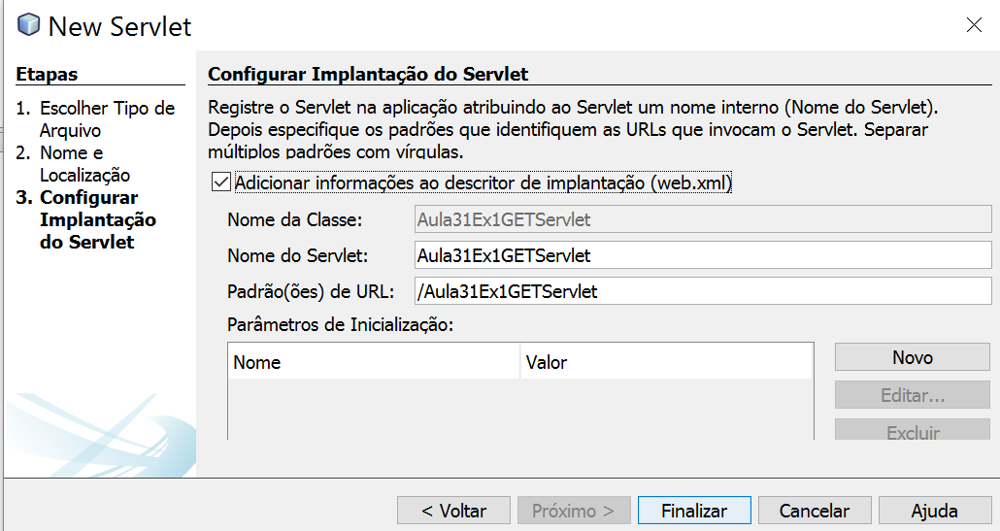 New Servlet
Etapas
1. Escolher Tipo de
Arquivo
2. Nome e
Localização
3. Configurar
Implantação
do Servlet
Configurar Implantação do Servlet
Registre o Servlet na aplicação atribuindo ao Servlet um nome interno (Nome do Servlet).
Depois especifique os padrões que identifiquem as URLs que invocam o Servlet. Separar
múltiplos padrões com vírgulas.
Adicionar informações ao descritor de implantação (web.xml)
Nome da Classe: Aula31Ex1GETServlet
Nome do Servlet: Aula31Ex1GETServlet
Padrão(ões) de URL: /Aula31Ex1GETServlet
Parâmetros de Inicialização:
Nome Valor
Novo
Editar...
Excluir
< Voltar Próximo > Finalizar Cancelar Ajuda